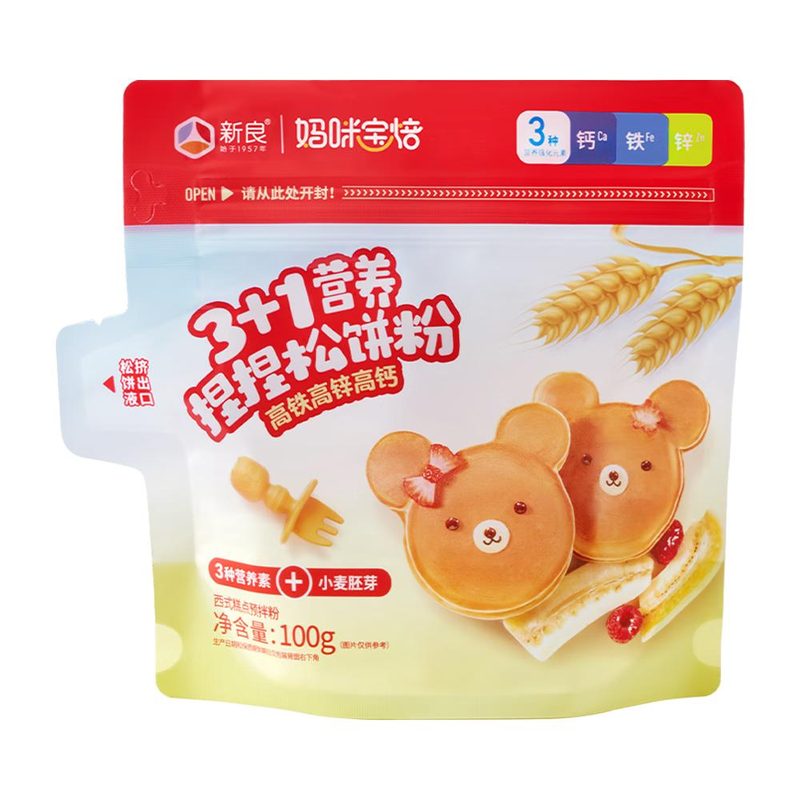 新良®
始于1957年
妈咪宝焙
3种
营养强化元素
钙Ca
铁Fe
锌Zn
OPEN 请从此处开封!
3+1营养
捏捏松饼粉
高铁高锌高钙
挤出口
松饼液
3种营养素+小麦胚芽
西式糕点预拌粉
净含量:100g
(图片仅供参考)